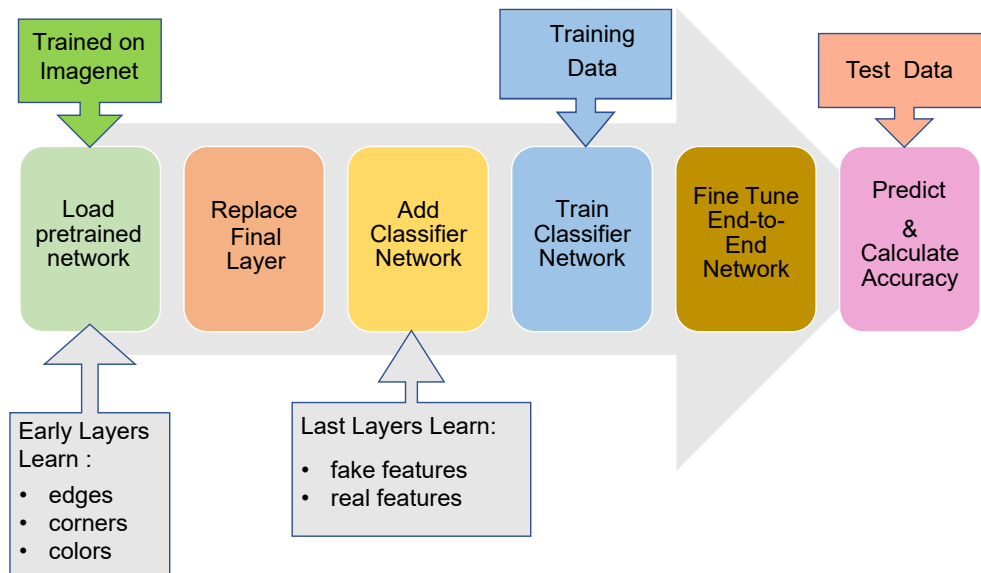 Trained on
Imagenet
Training
Data
Test Data
Load
pretrained
network
Replace
Final
Layer
Add
Classifier
Network
Train
Classifier
Network
Fine Tune
End-to-
End
Network
Predict
&
Calculate
Accuracy
Early Layers
Learn :
• edges
• corners
• colors
Last Layers Learn:
• fake features
• real features